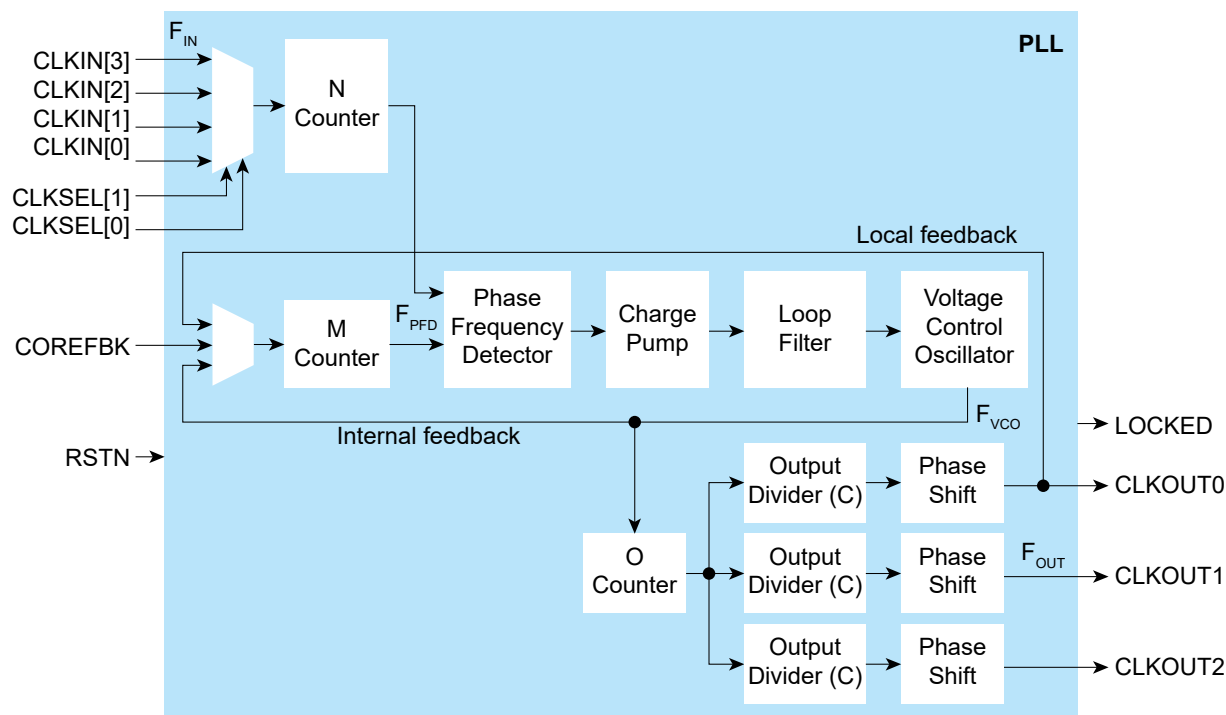 F_IN
PLL
CLKIN[3]
CLKIN[2]
CLKIN[1]
CLKIN[0]
CLKSEL[1]
CLKSEL[0]
N
Counter
Local feedback
COREFBK
M
Counter
F_PFD
Phase
Frequency
Detector
Charge
Pump
Loop
Filter
Voltage
Control
Oscillator
Internal feedback
F_VCO
RSTN
LOCKED
Output
Divider (C)
Phase
Shift
CLKOUT0
O
Counter
Output
Divider (C)
Phase
Shift
F_OUT
CLKOUT1
Output
Divider (C)
Phase
Shift
CLKOUT2